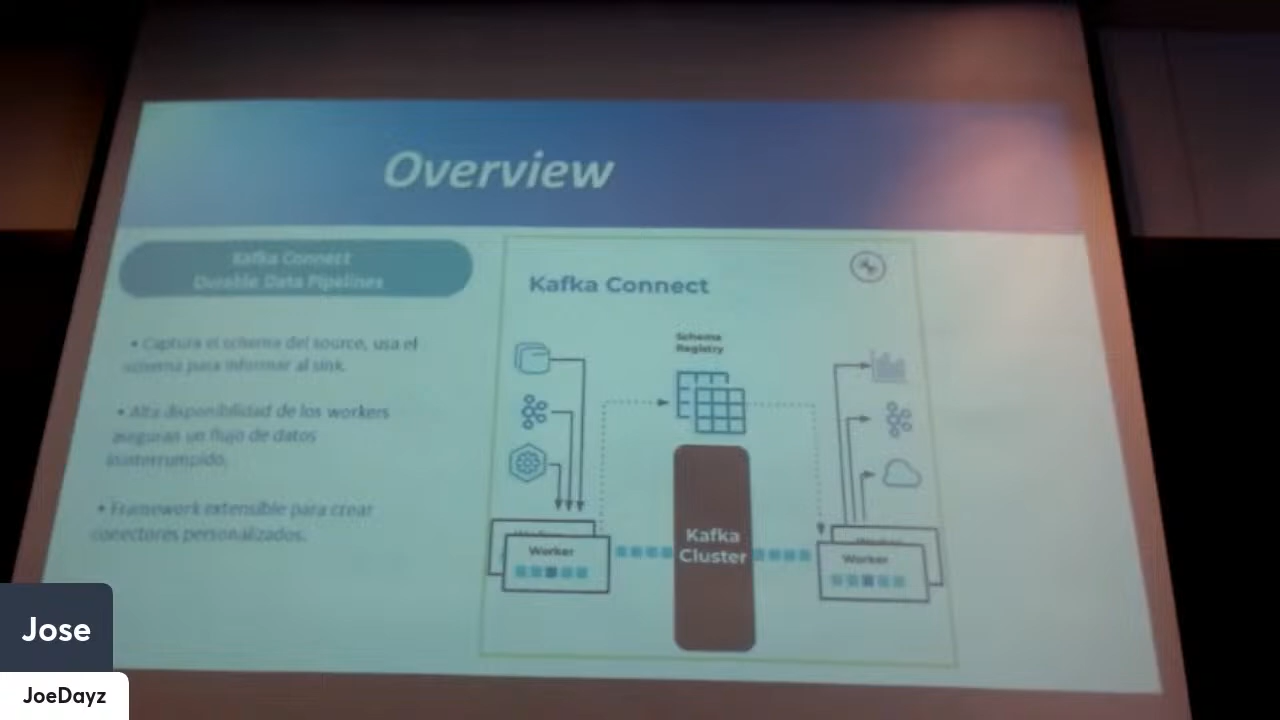 Overview
Kafka Connect
Durable Data Pipelines
• Captura el schema del source, usa el
schema para informar al sink.
• Alta disponibilidad de los workers
aseguran un flujo de datos
ininterrumpido.
• Framework extensible para crear
conectores personalizados.
Kafka Connect
Schema
Registry
Worker
Worker
Kafka
Cluster
Worker
Worker
Jose
JoeDayz